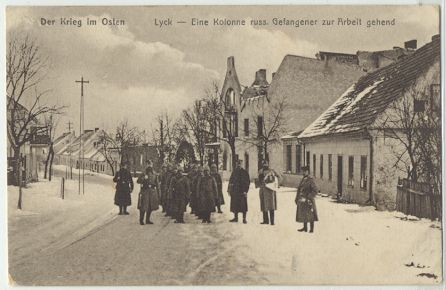 Der Krieg im Osten
Lyck — Eine Kolonne russ. Gefangener zur Arbeit gehend